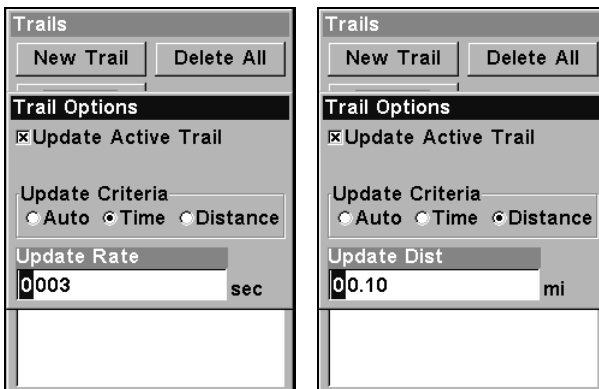 Trails
New Trail Delete All
Trail Options
Update Active Trail
Update Criteria
Auto Time Distance
Update Rate
0003 sec
Trails
New Trail Delete All
Trail Options
Update Active Trail
Update Criteria
Auto Time Distance
Update Dist
00.10 mi